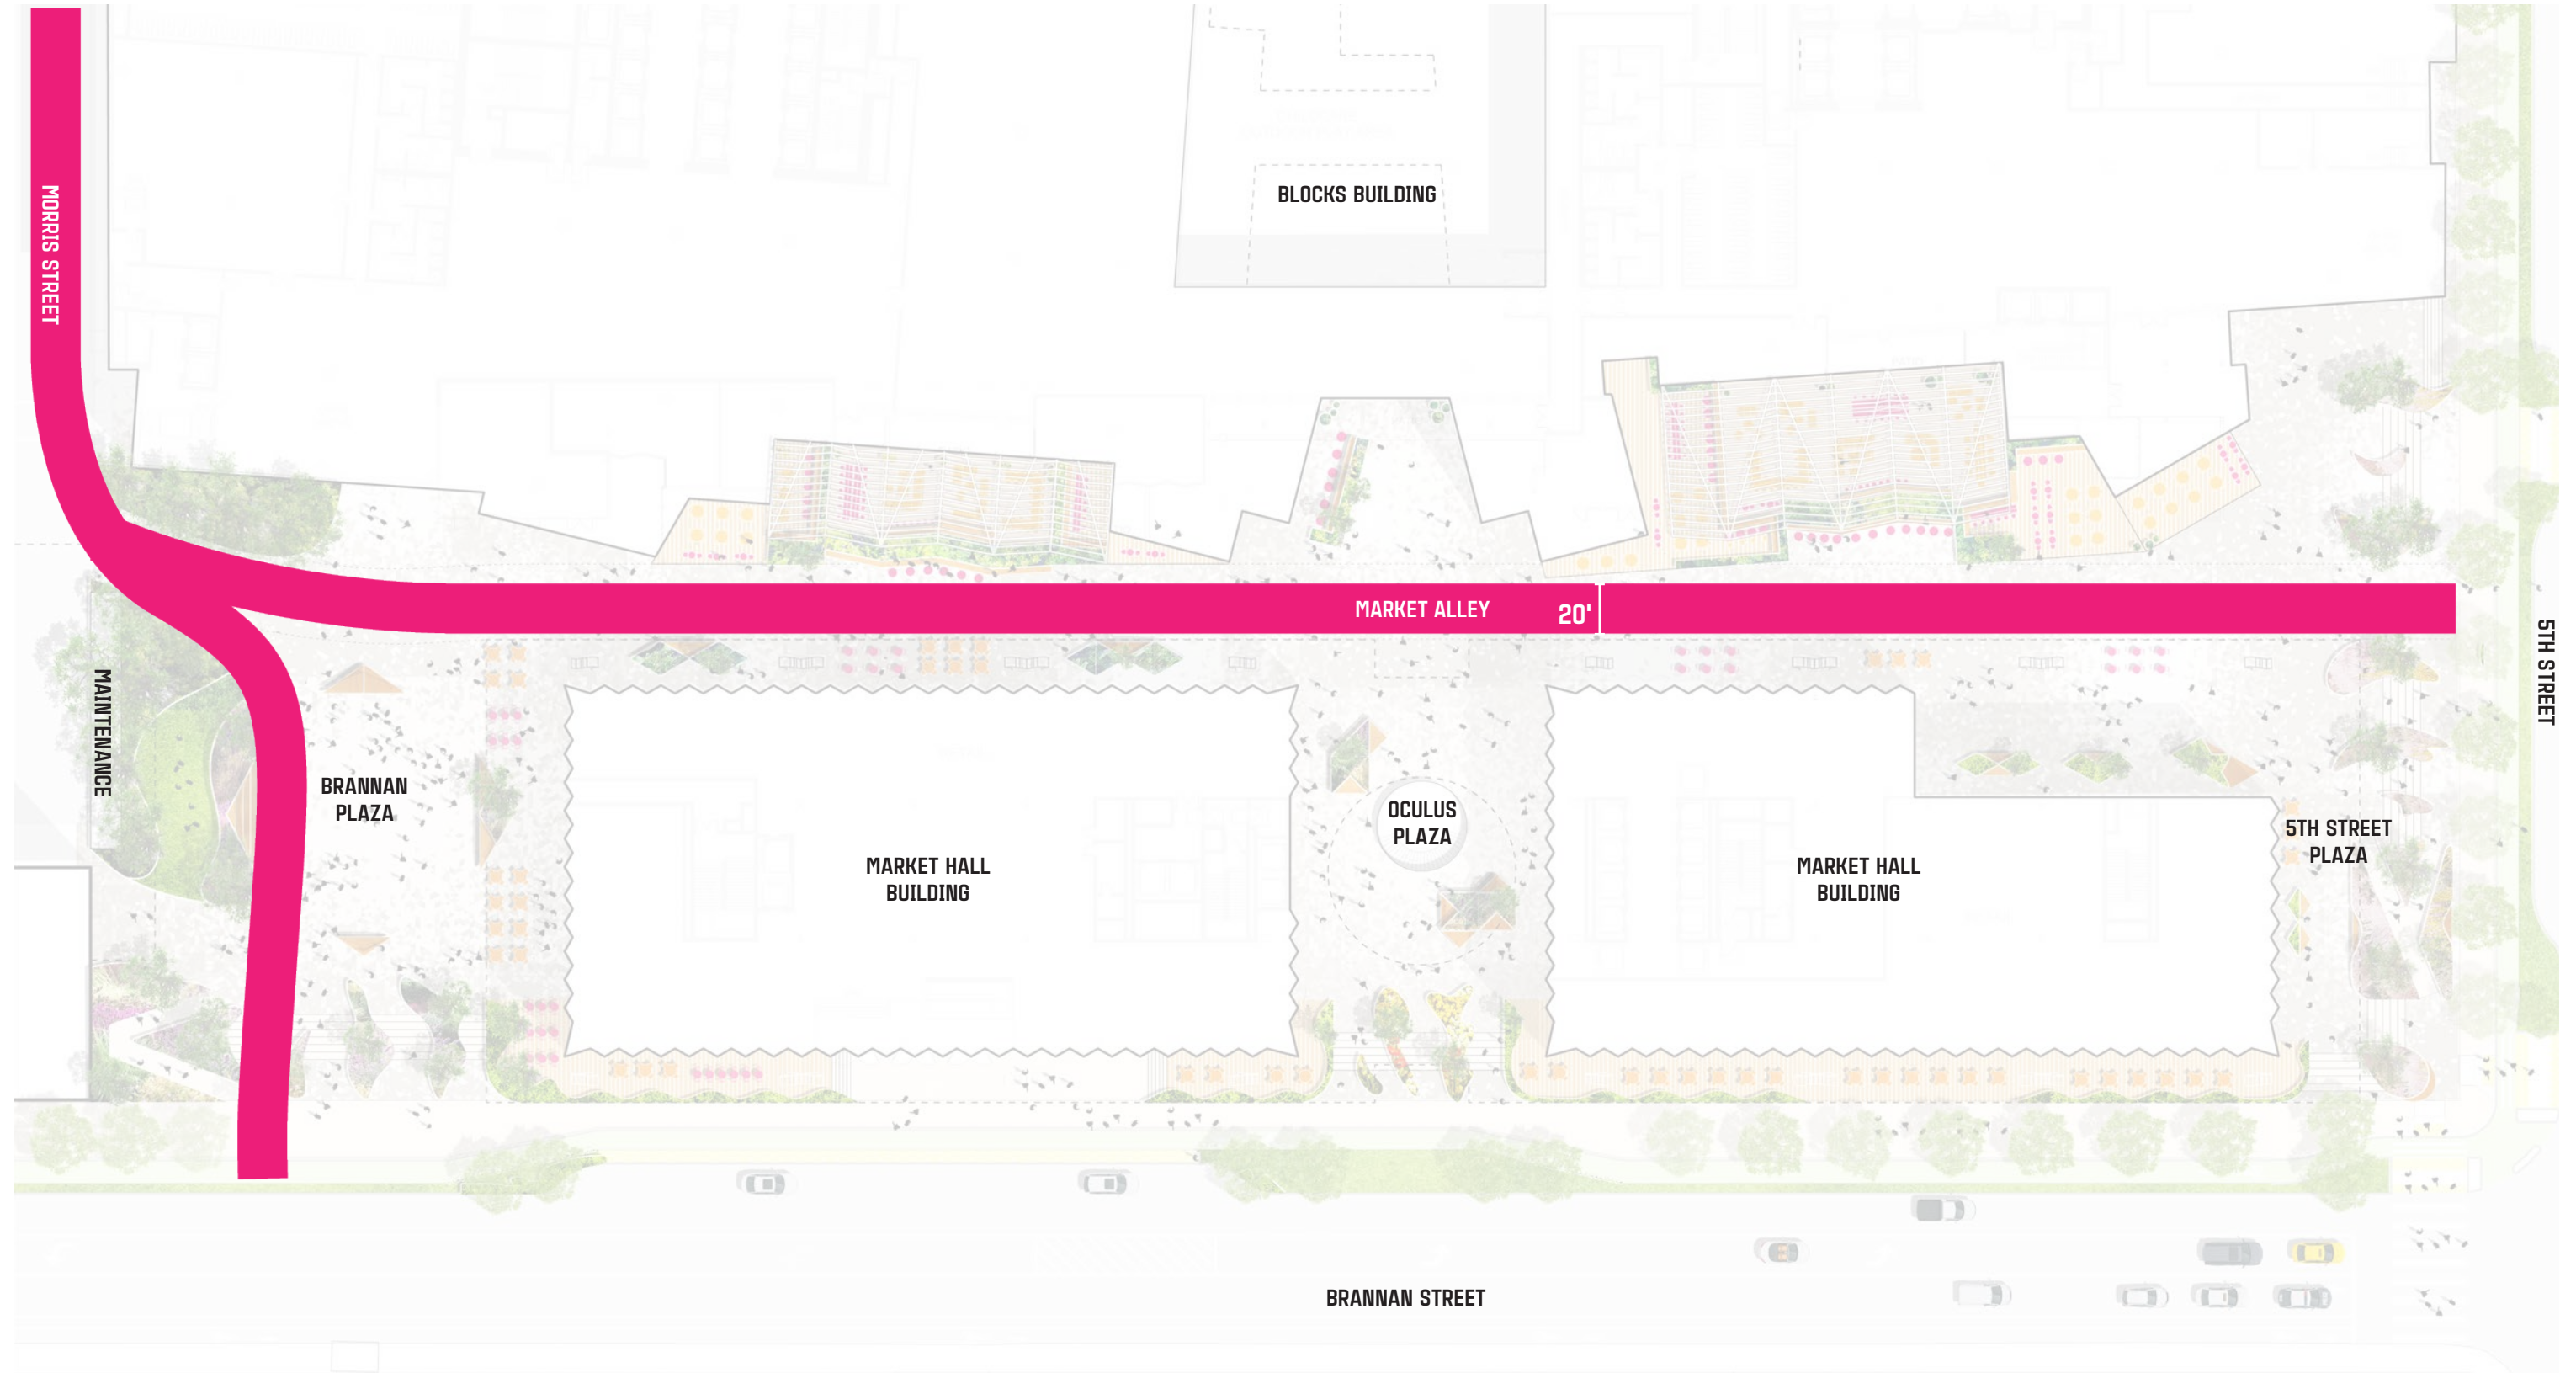 BLOCKS BUILDING
MORRIS STREET
MARKET ALLEY
20'
5TH STREET
MAINTENANCE
BRANNAN
PLAZA
OCULUS
PLAZA
5TH STREET
PLAZA
MARKET HALL
BUILDING
MARKET HALL
BUILDING
BRANNAN STREET